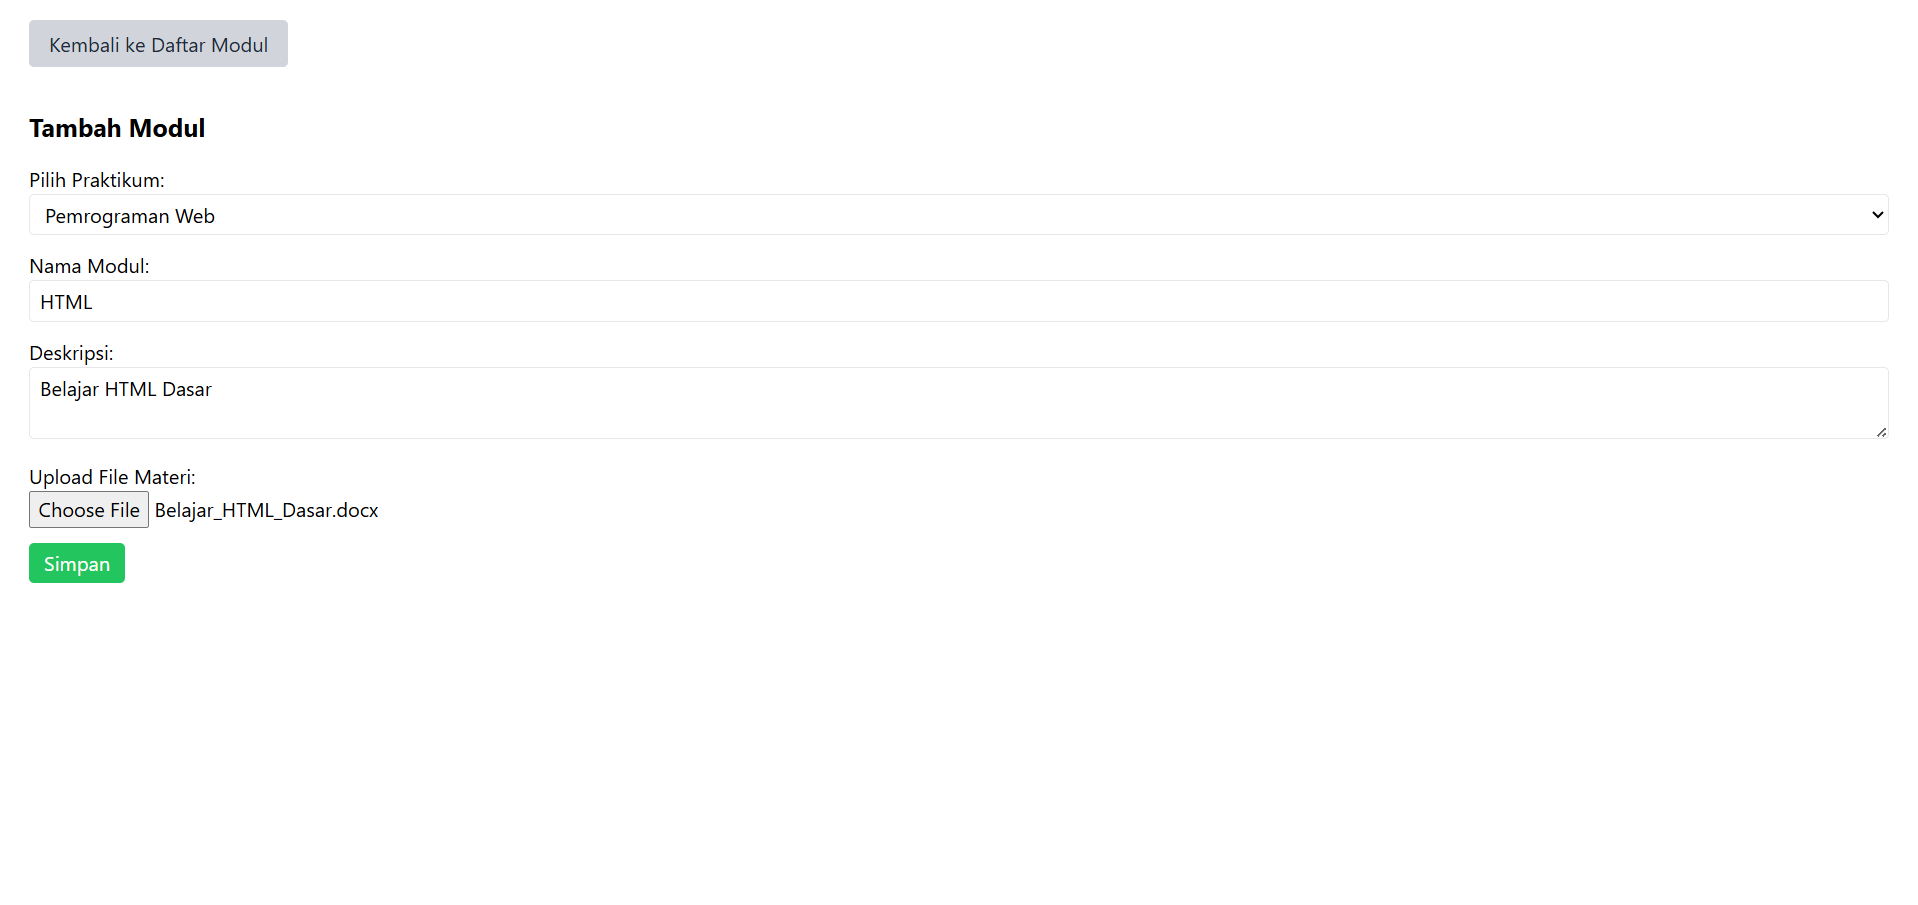 Kembali ke Daftar Modul
Tambah Modul
Pilih Praktikum:
Pemrograman Web
Nama Modul:
HTML
Deskripsi:
Belajar HTML Dasar
Upload File Materi:
Choose File Belajar_HTML_Dasar.docx
Simpan